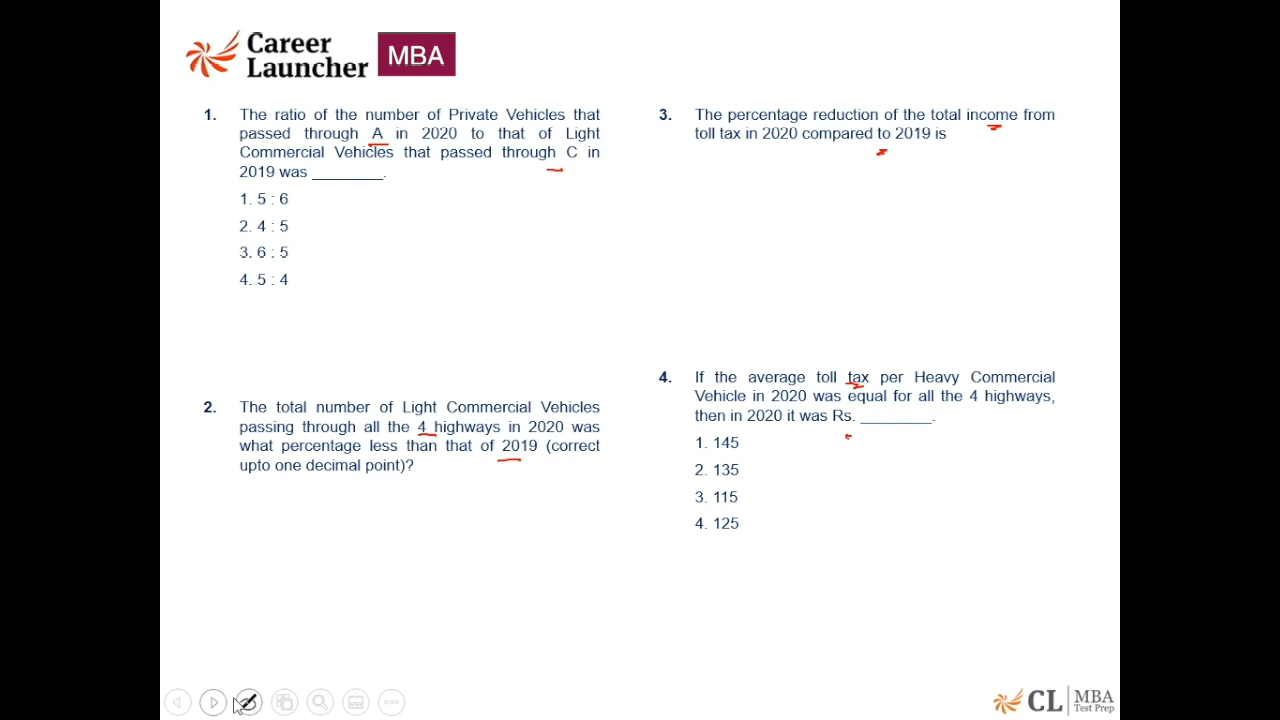 Career
Launcher
MBA
1. The ratio of the number of Private Vehicles that
passed through A in 2020 to that of Light
Commercial Vehicles that passed through C in
2019 was ________.
1. 5 : 6
2. 4 : 5
3. 6 : 5
4. 5 : 4
2. The total number of Light Commercial Vehicles
passing through all the 4 highways in 2020 was
what percentage less than that of 2019 (correct
upto one decimal point)?
3. The percentage reduction of the total income from
toll tax in 2020 compared to 2019 is
4. If the average toll tax per Heavy Commercial
Vehicle in 2020 was equal for all the 4 highways,
then in 2020 it was Rs. ________.
1. 145
2. 135
3. 115
4. 125
CL MBA
Test Prep